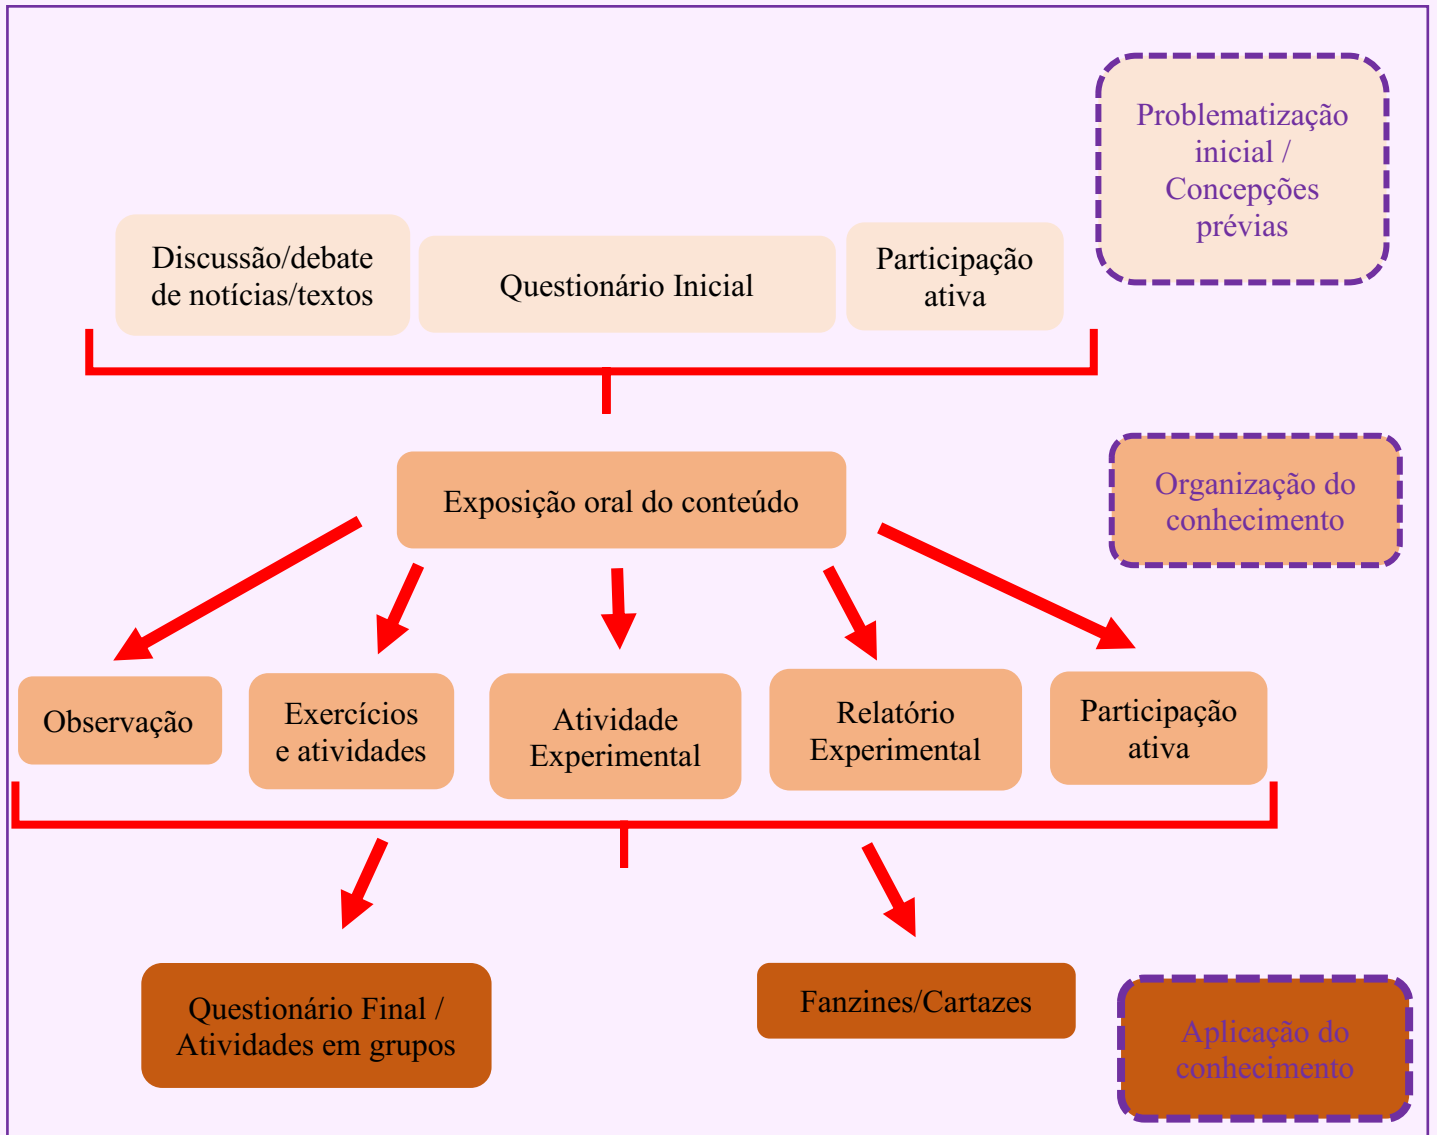 Problematização
inicial /
Concepções
prévias
Discussão/debate
de notícias/textos
Questionário Inicial
Participação
ativa
Organização do
conhecimento
Exposição oral do conteúdo
Observação
Exercícios
e atividades
Atividade
Experimental
Relatório
Experimental
Participação
ativa
Questionário Final /
Atividades em grupos
Fanzines/Cartazes
Aplicação do
conhecimento